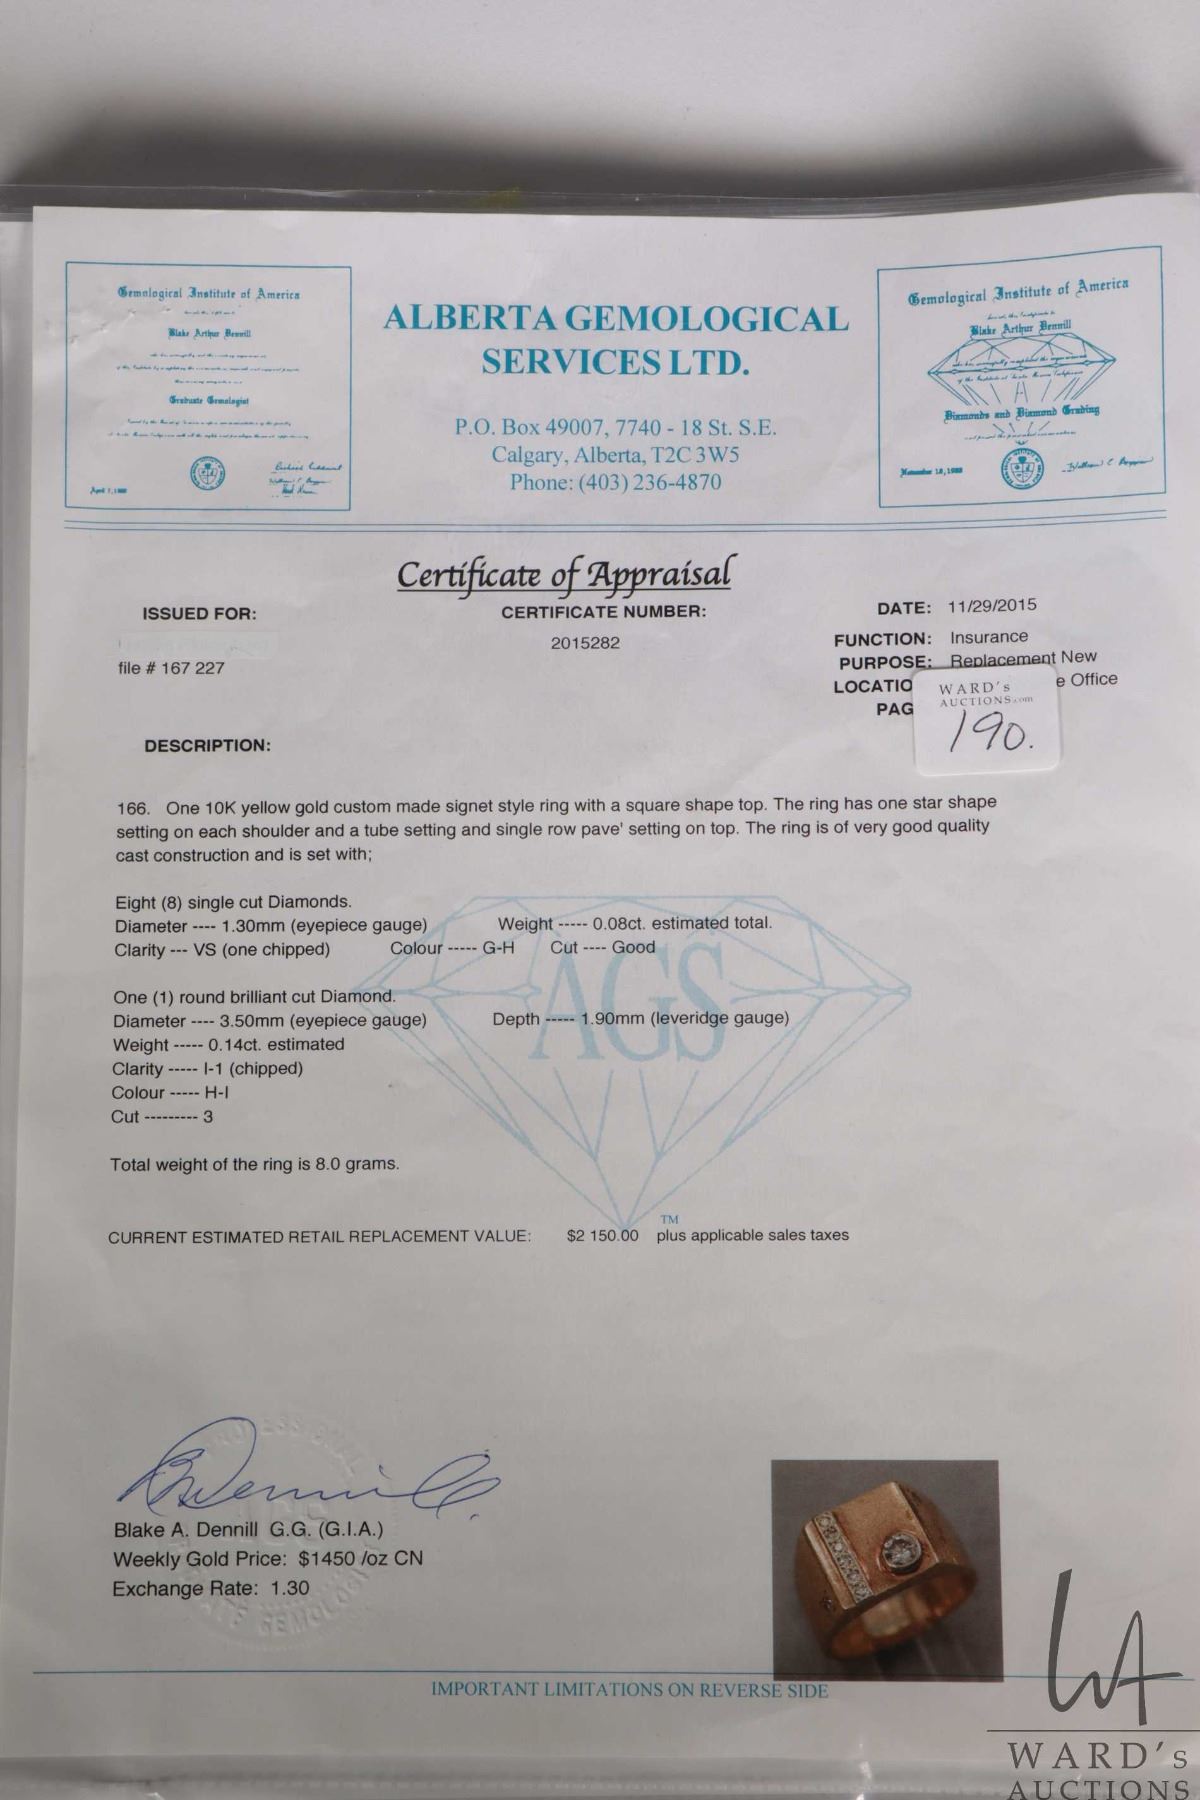 Gemological Institute of America
Blake Arthur Dennill
Graduate Gemologist
April 7, 1988
ALBERTA GEMOLOGICAL
SERVICES LTD.
P.O. Box 49007, 7740 - 18 St. S.E.
Calgary, Alberta, T2C 3W5
Phone: (403) 236-4870
Gemological Institute of America
Blake Arthur Dennill
Diamonds and Diamond Grading
Certificate of Appraisal
ISSUED FOR:
file # 167 227
CERTIFICATE NUMBER:
2015282
DATE: 11/29/2015
FUNCTION: Insurance
PURPOSE: Replacement New
LOCATIO e Office
PAG
WARD's
AUCTIONS.com
190.
DESCRIPTION:
166. One 10K yellow gold custom made signet style ring with a square shape top. The ring has one star shape
setting on each shoulder and a tube setting and single row pave' setting on top. The ring is of very good quality
cast construction and is set with;
Eight (8) single cut Diamonds.
Diameter ---- 1.30mm (eyepiece gauge) Weight ----- 0.08ct. estimated total.
Clarity --- VS (one chipped) Colour ----- G-H Cut ---- Good
One (1) round brilliant cut Diamond.
Diameter ---- 3.50mm (eyepiece gauge) Depth ----- 1.90mm (leveridge gauge)
Weight ----- 0.14ct. estimated
Clarity ----- I-1 (chipped)
Colour ----- H-I
Cut --------- 3
AGS
Total weight of the ring is 8.0 grams.
TM
CURRENT ESTIMATED RETAIL REPLACEMENT VALUE: $2 150.00 plus applicable sales taxes
Blake A. Dennill G.G. (G.I.A.)
Weekly Gold Price: $1450 /oz CN
Exchange Rate: 1.30
IMPORTANT LIMITATIONS ON REVERSE SIDE
WA
WARD's
AUCTIONS